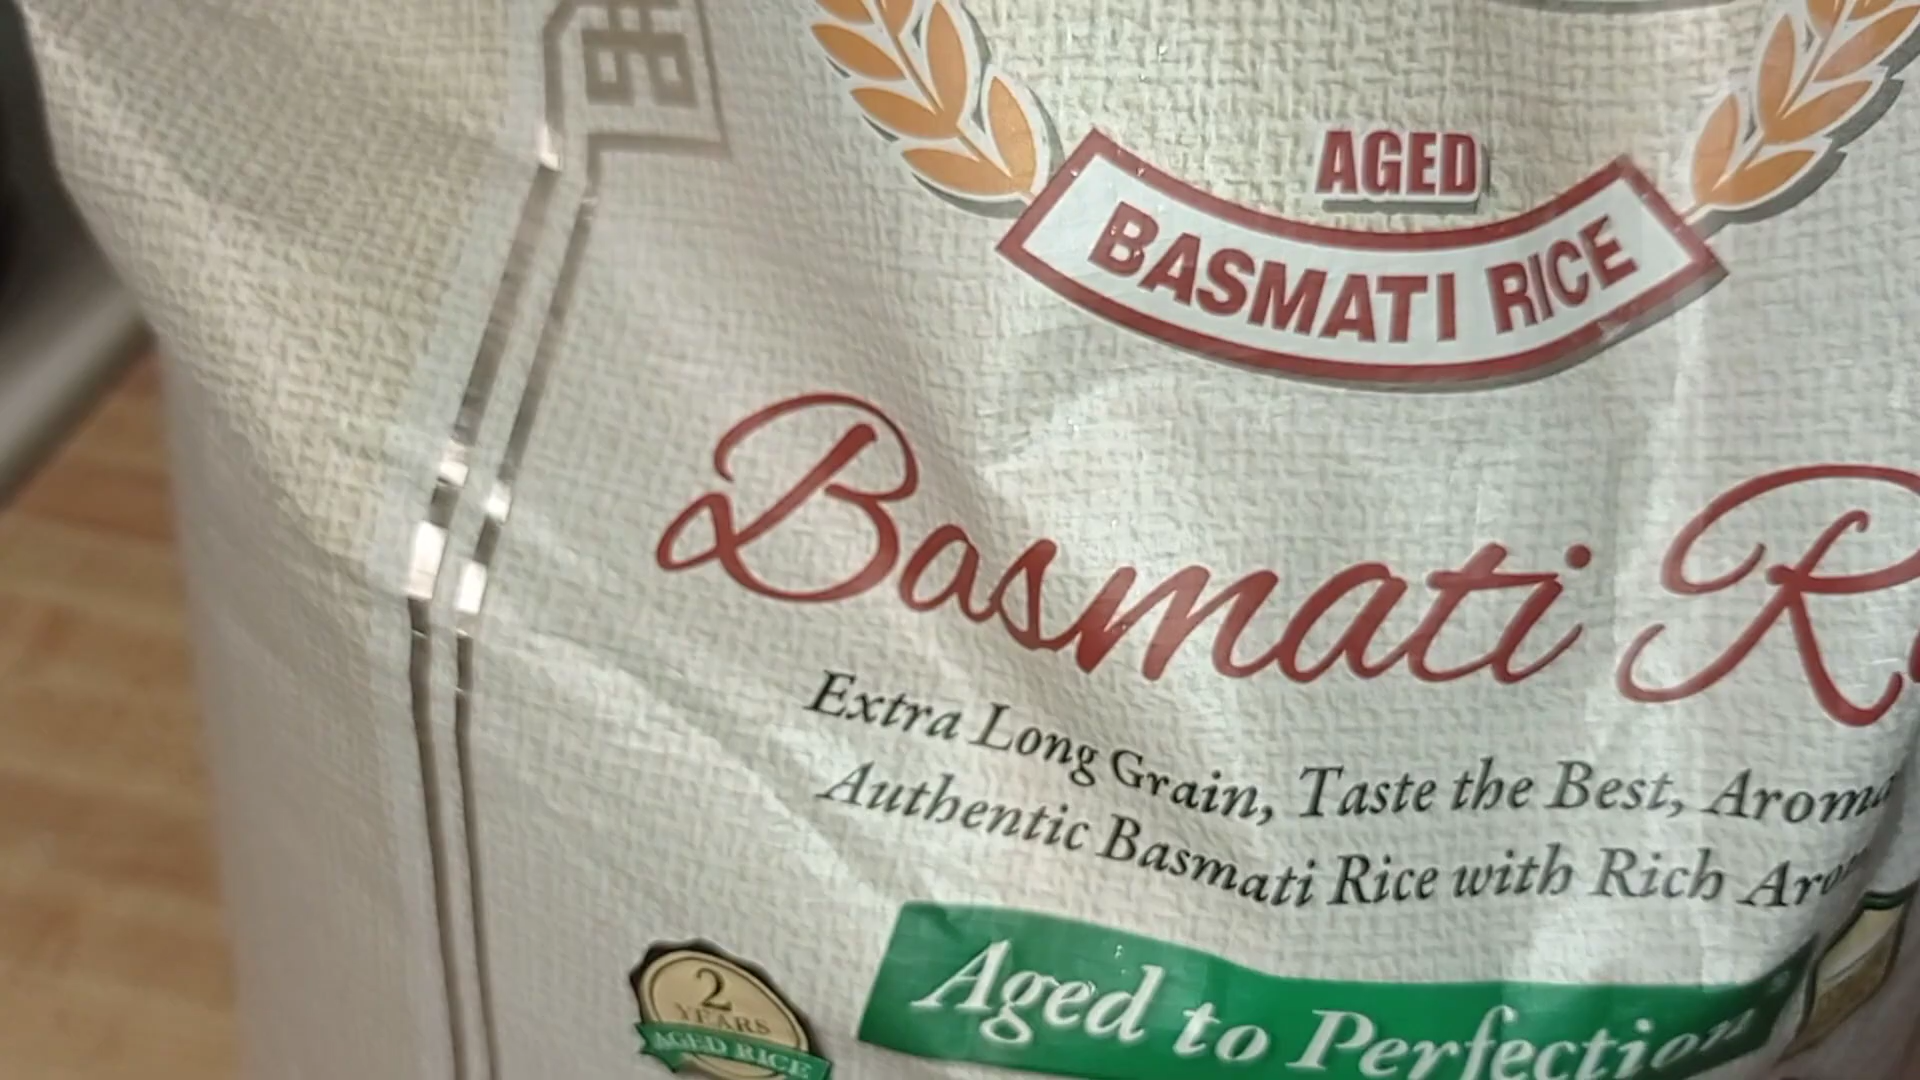 AGED
BASMATI RICE
Basmati
Extra Long Grain, Taste the Best,
Authentic Basmati Rice with Rich
Aged to Perfection
2
YEARS
AGED RICE